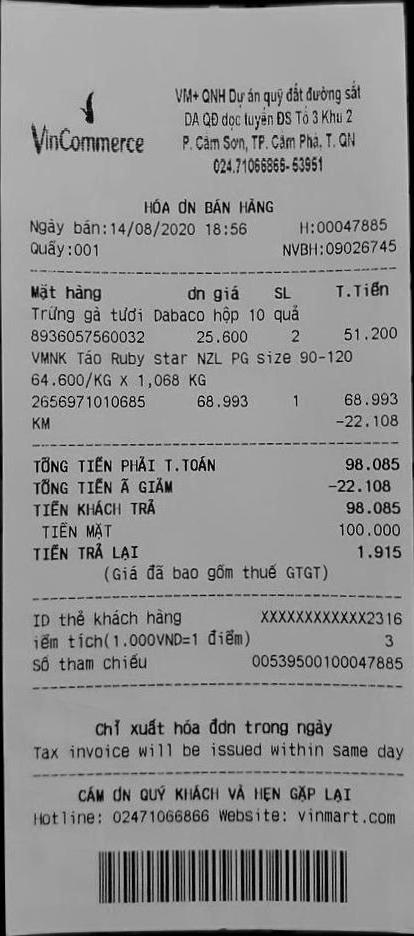 VinCommerce
VM+ QNH Dự án quỹ đất đường sắt
DA QĐ dọc tuyến ĐS Tổ 3 Khu 2
P. Cẩm Sơn, TP. Cẩm Phả, T. QN
024.71066866-53951
HÓA ƠN BÁN HÀNG
Ngày bán:14/08/2020 18:56 H:00047885
Quầy:001 NVBH:09026745
Mặt hàng ơn giá SL T.Tiền
Trứng gà tươi Dabaco hộp 10 quả
8936057560032 25.600 2 51.200
VMNK Táo Ruby star NZL PG size 90-120
64.600/KG X 1,068 KG
2656971010685 68.993 1 68.993
KM -22.108
TỔNG TIỀN PHẢI T.TOÁN 98.085
TỔNG TIỀN Ã GIẢM -22.108
TIỀN KHÁCH TRẢ 98.085
TIỀN MẶT 100.000
TIỀN TRẢ LẠI 1.915
(Giá đã bao gồm thuế GTGT)
ID thẻ khách hàng XXXXXXXXXXXX2316
iểm tích(1.000VND=1 điểm) 3
Số tham chiếu 00539500100047885
Chỉ xuất hóa đơn trong ngày
Tax invoice will be issued within same day
CẢM ƠN QUÝ KHÁCH VÀ HẸN GẶP LẠI
Hotline: 02471066866 Website: vinmart.com